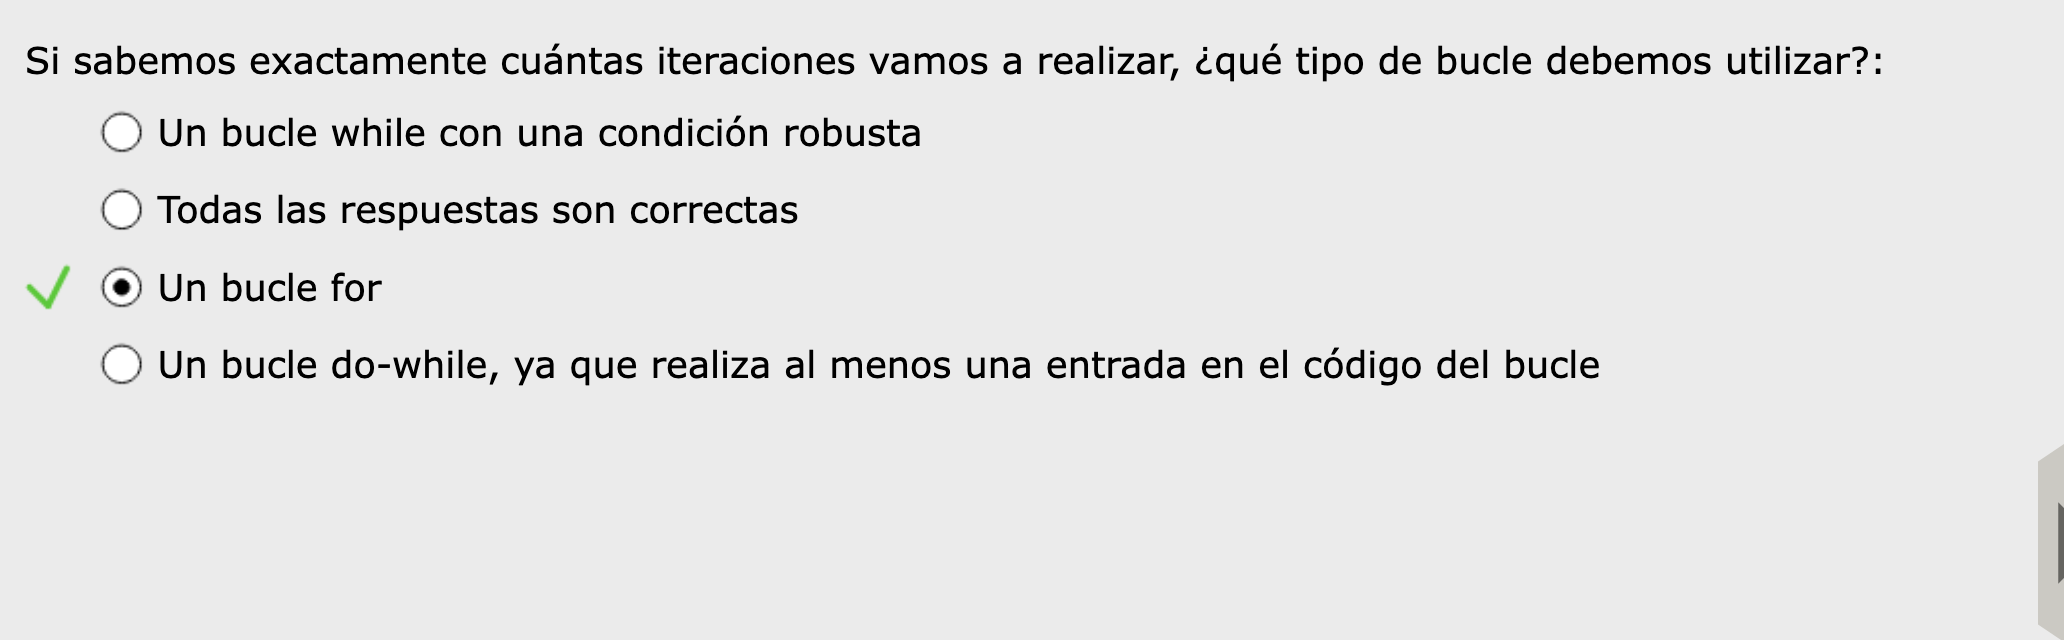 Si sabemos exactamente cuántas iteraciones vamos a realizar, ¿qué tipo de bucle debemos utilizar?:
Un bucle while con una condición robusta
Todas las respuestas son correctas
Un bucle for
Un bucle do-while, ya que realiza al menos una entrada en el código del bucle